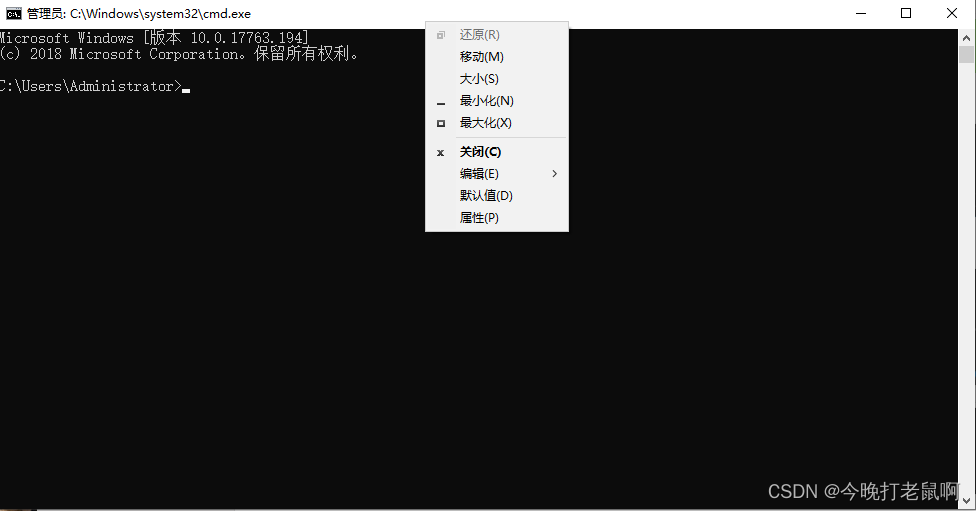 管理员: C:\Windows\system32\cmd.exe
Microsoft Windows [版本 10.0.17763.194]
(c) 2018 Microsoft Corporation。保留所有权利。
C:\Users\Administrator>
还原(R)
移动(M)
大小(S)
最小化(N)
最大化(X)
关闭(C)
编辑(E)
默认值(D)
属性(P)
CSDN @今晚打老鼠啊